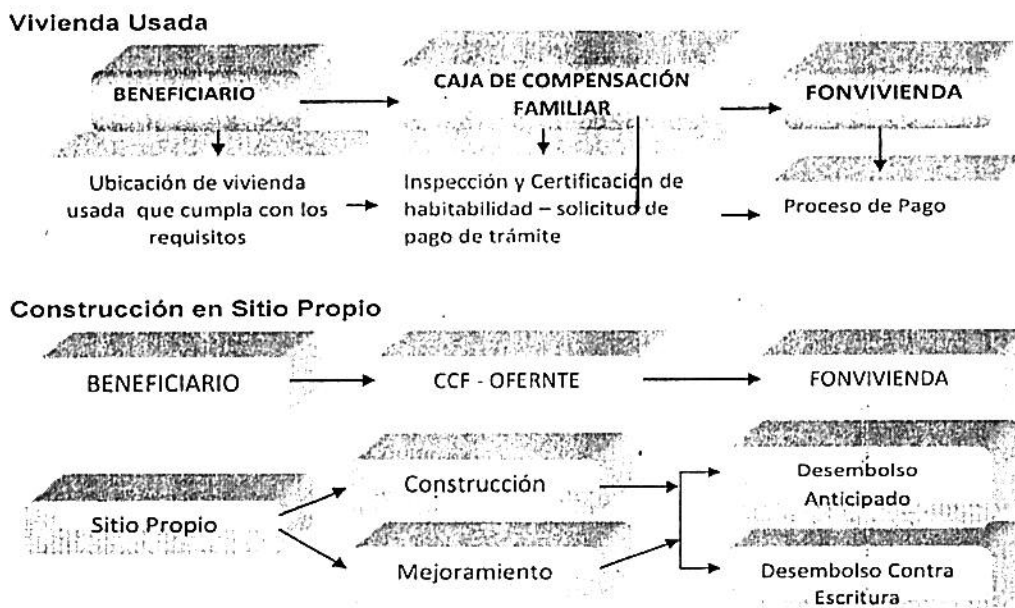 Vivienda Usada
BENEFICIARIO
CAJA DE COMPENSACIÓN
FAMILIAR
FONVIVIENDA
Ubicación de vivienda
usada que cumpla con los
requisitos
Inspección y Certificación de
habitabilidad – solicitud de
pago de trámite
Proceso de Pago
Construcción en Sitio Propio
BENEFICIARIO
CCF - OFERNTE
FONVIVIENDA
Sitio Propio
Construcción
Mejoramiento
Desembolso
Anticipado
Desembolso Contra
Escritura